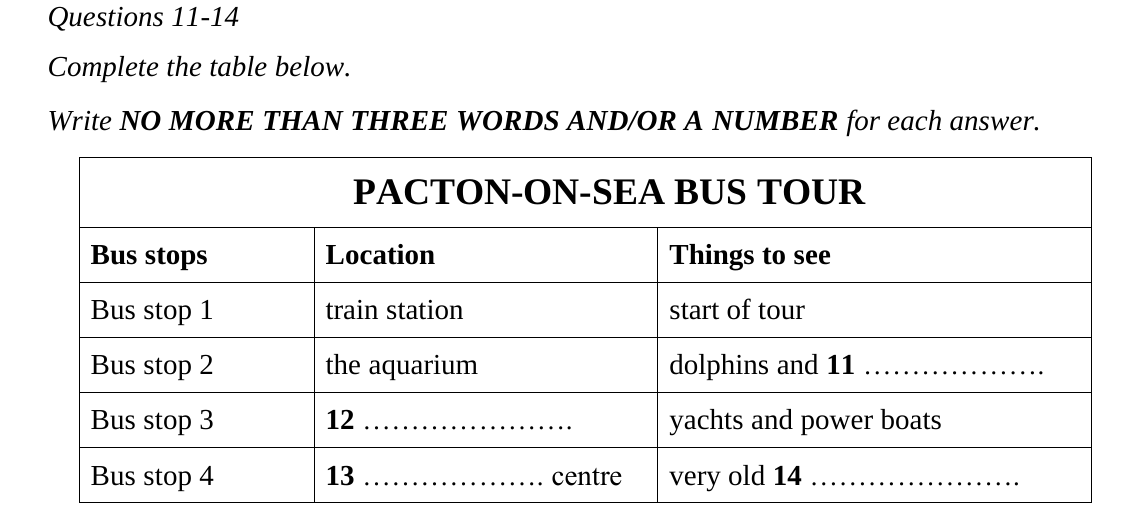 Questions 11-14
Complete the table below.
Write NO MORE THAN THREE WORDS AND/OR A NUMBER for each answer.
PACTON-ON-SEA BUS TOUR
Bus stops Location Things to see
Bus stop 1 train station start of tour
Bus stop 2 the aquarium dolphins and 11 ……………….
Bus stop 3 12 …………………. yachts and power boats
Bus stop 4 13 ………………. centre very old 14 ………………….